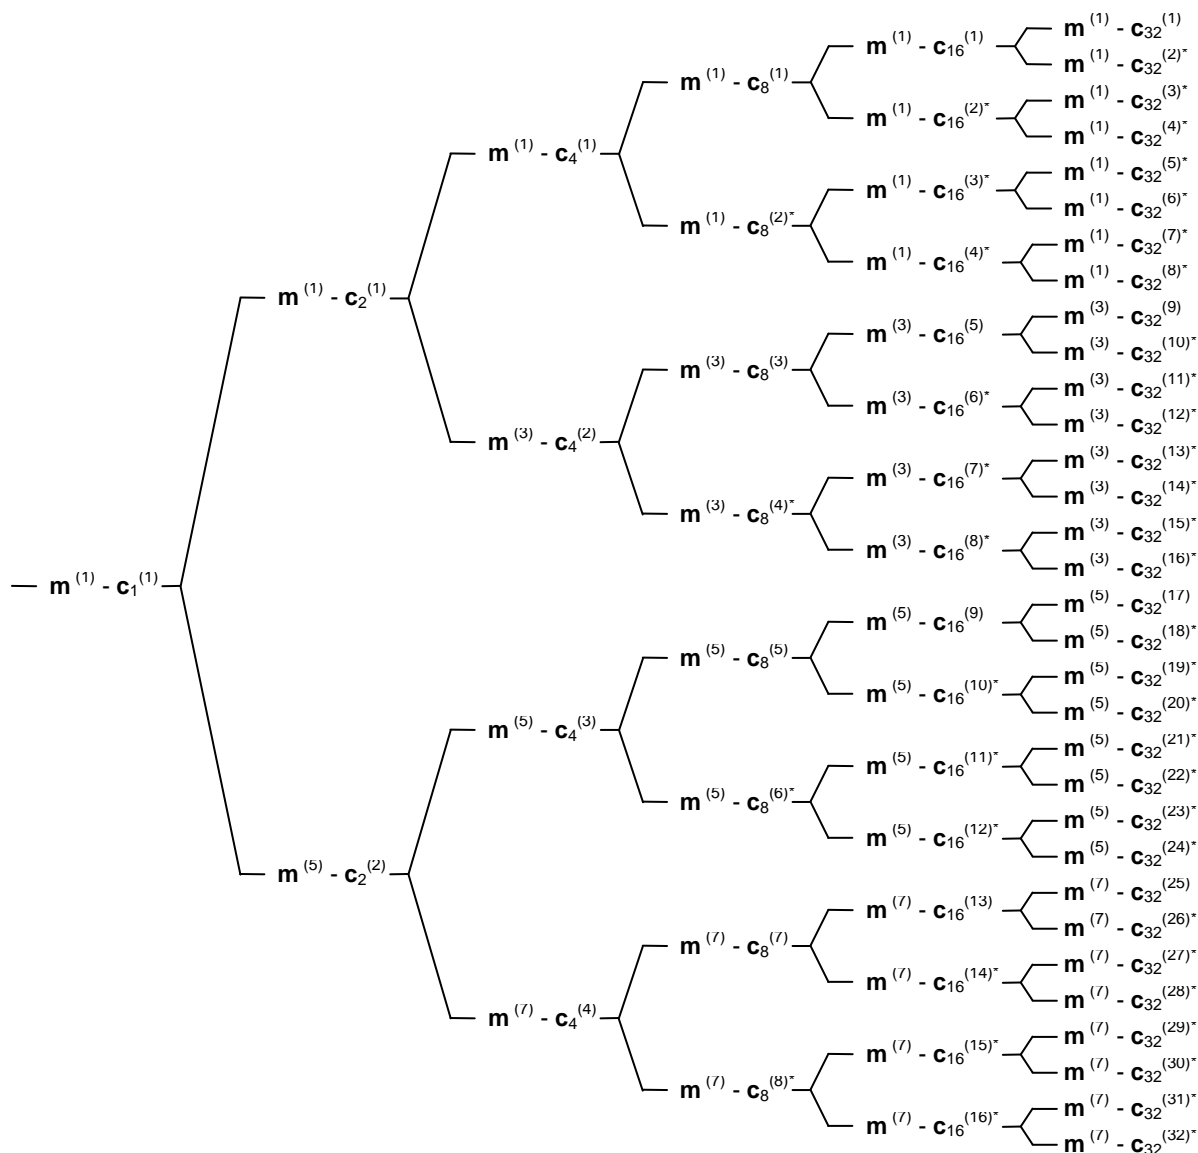 m(1) - c1(1)
m(1) - c2(1)
m(5) - c2(2)
m(1) - c4(1)
m(3) - c4(2)
m(5) - c4(3)
m(7) - c4(4)
m(1) - c8(1)
m(1) - c8(2)*
m(3) - c8(3)
m(3) - c8(4)*
m(5) - c8(5)
m(5) - c8(6)*
m(7) - c8(7)
m(7) - c8(8)*
m(1) - c16(1)
m(1) - c16(2)*
m(1) - c16(3)*
m(1) - c16(4)*
m(3) - c16(5)
m(3) - c16(6)*
m(3) - c16(7)*
m(3) - c16(8)*
m(5) - c16(9)
m(5) - c16(10)*
m(5) - c16(11)*
m(5) - c16(12)*
m(7) - c16(13)
m(7) - c16(14)*
m(7) - c16(15)*
m(7) - c16(16)*
m(1) - c32(1)
m(1) - c32(2)*
m(1) - c32(3)*
m(1) - c32(4)*
m(1) - c32(5)*
m(1) - c32(6)*
m(1) - c32(7)*
m(1) - c32(8)*
m(3) - c32(9)
m(3) - c32(10)*
m(3) - c32(11)*
m(3) - c32(12)*
m(3) - c32(13)*
m(3) - c32(14)*
m(3) - c32(15)*
m(3) - c32(16)*
m(5) - c32(17)
m(5) - c32(18)*
m(5) - c32(19)*
m(5) - c32(20)*
m(5) - c32(21)*
m(5) - c32(22)*
m(5) - c32(23)*
m(5) - c32(24)*
m(7) - c32(25)
m(7) - c32(26)*
m(7) - c32(27)*
m(7) - c32(28)*
m(7) - c32(29)*
m(7) - c32(30)*
m(7) - c32(31)*
m(7) - c32(32)*